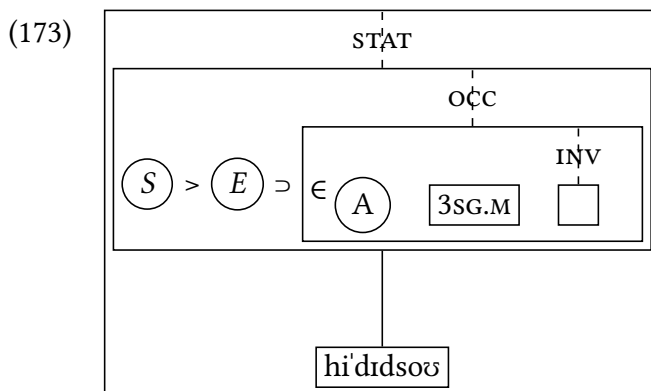 (173)
STAT
OCC
INV
S > E ⊃ ∈ A 3SG.M
hiˈdɪdsoʊ